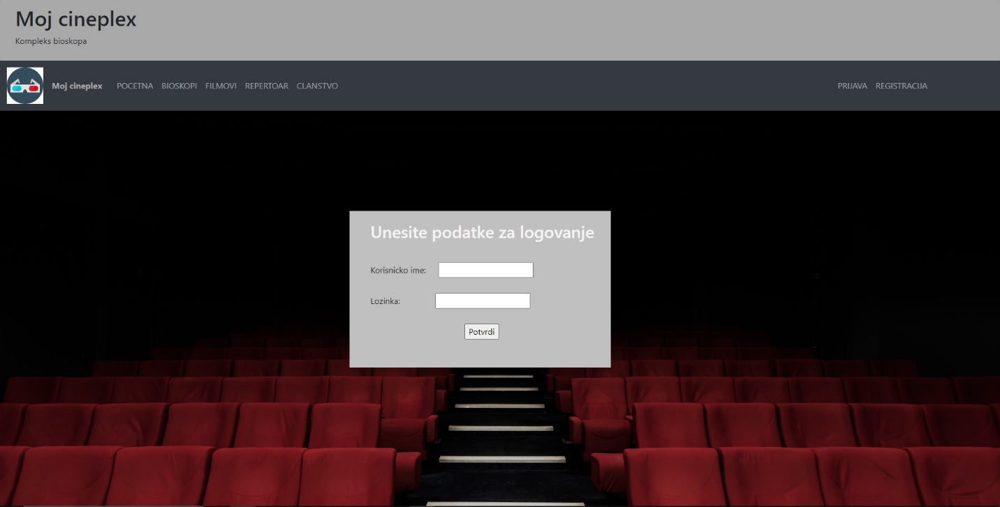 Moj cineplex
Kompleks bioskopa
Moj cineplex POCETNA BIOSKOPI FILMOVI REPERTOAR CLANSTVO PRIJAVA REGISTRACIJA
Unesite podatke za logovanje
Korisnicko ime:
Lozinka:
Potvrdi